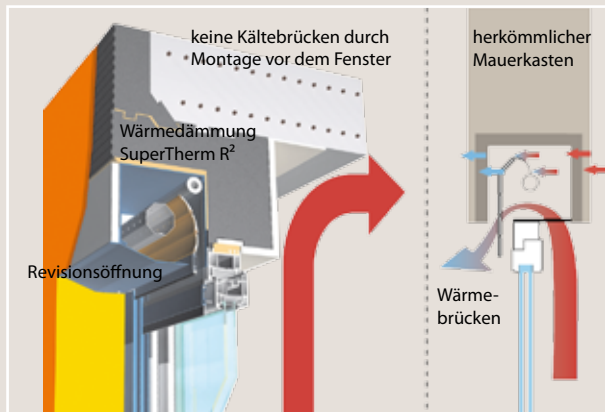 keine Kältebrücken durch
Montage vor dem Fenster
Wärmedämmung
SuperTherm R²
Revisionsöffnung
herkömmlicher
Mauerkasten
Wärme-
brücken